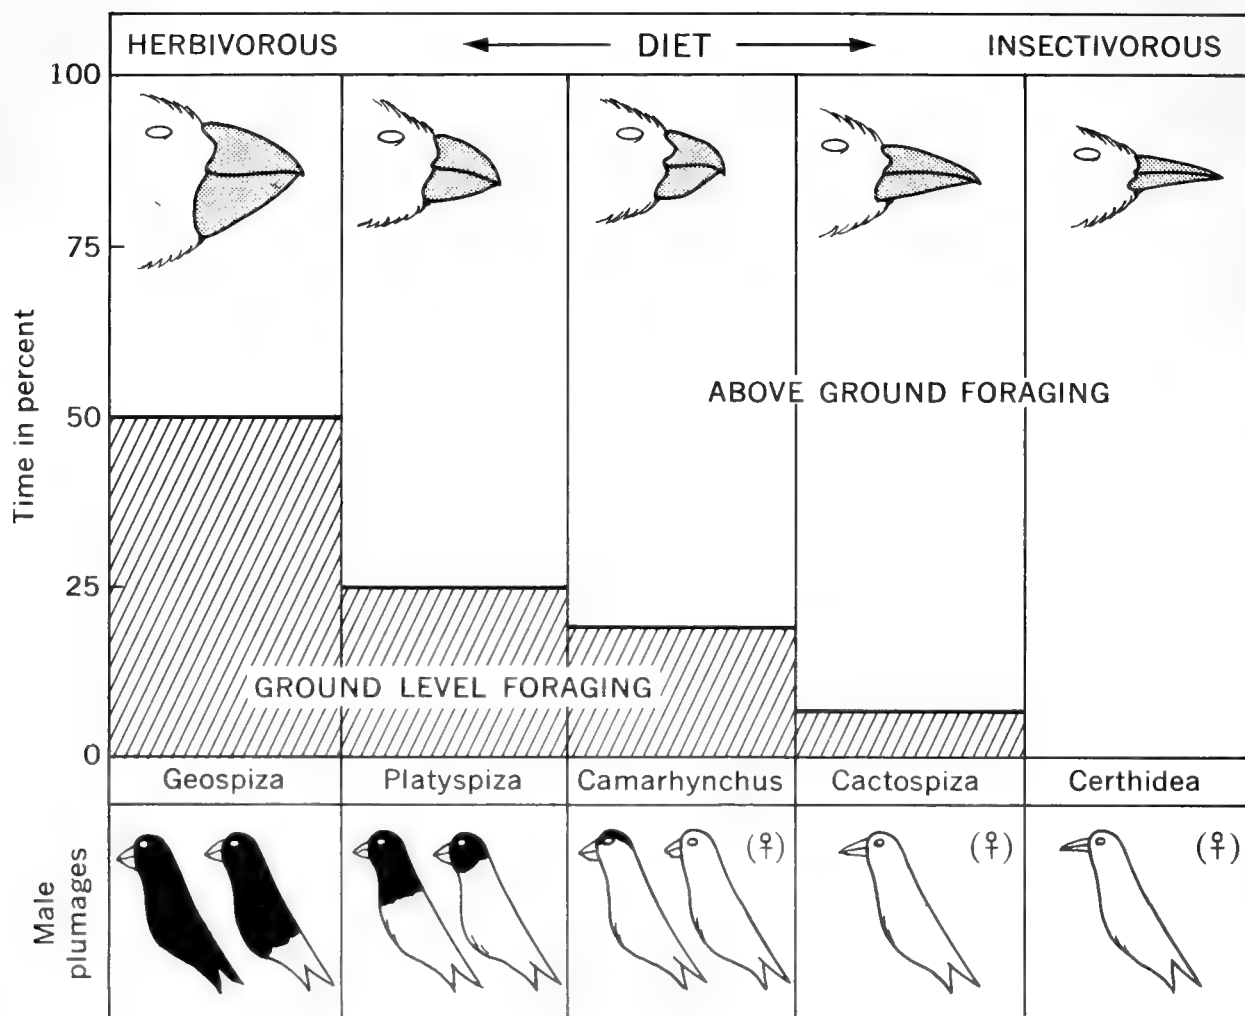 HERBIVOROUS DIET INSECTIVOROUS
100
75
50
25
0
Time in percent
ABOVE GROUND FORAGING
GROUND LEVEL FORAGING
Geospiza Platyspiza Camarhynchus Cactospiza Certhidea
Male
plumages
(♀) (♀) (♀)